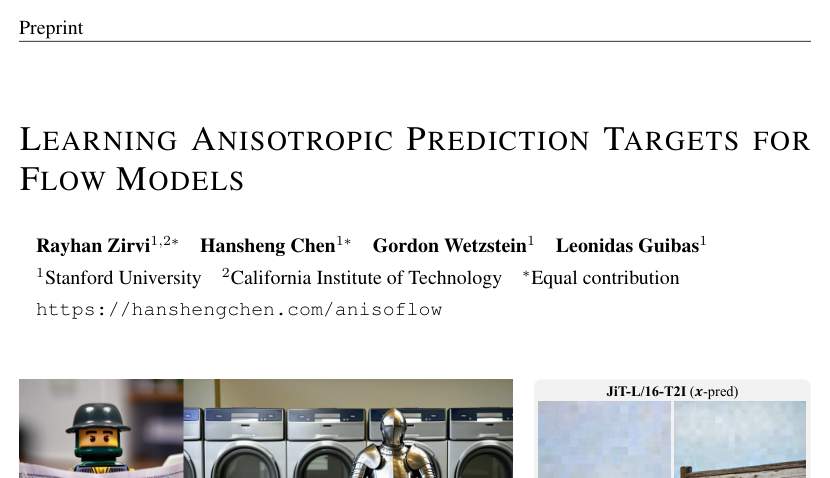 Preprint
LEARNING ANISOTROPIC PREDICTION TARGETS FOR
FLOW MODELS
Rayhan Zirvi1,2* Hansheng Chen1* Gordon Wetzstein1 Leonidas Guibas1
1Stanford University 2California Institute of Technology *Equal contribution
https://hanshengchen.com/anisoflow
JiT-L/16-T2I (x-pred)